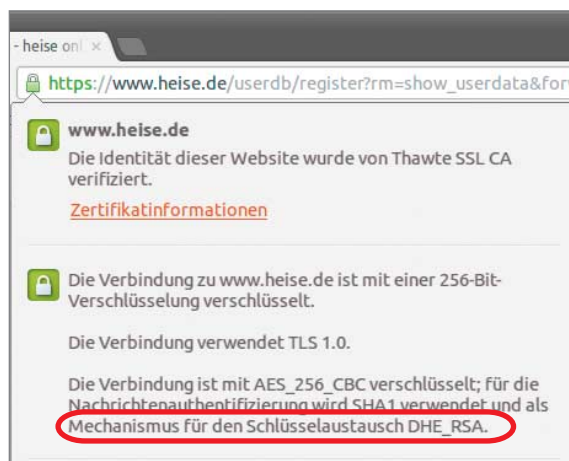 - heise onl
https://www.heise.de/userdb/register?rm=show_userdata&for
www.heise.de
Die Identität dieser Website wurde von Thawte SSL CA
verifiziert.
Zertifikatinformationen
Die Verbindung zu www.heise.de ist mit einer 256-Bit-
Verschlüsselung verschlüsselt.
Die Verbindung verwendet TLS 1.0.
Die Verbindung ist mit AES_256_CBC verschlüsselt; für die
Nachrichtenauthentifizierung wird SHA1 verwendet und als
Mechanismus für den Schlüsselaustausch DHE_RSA.